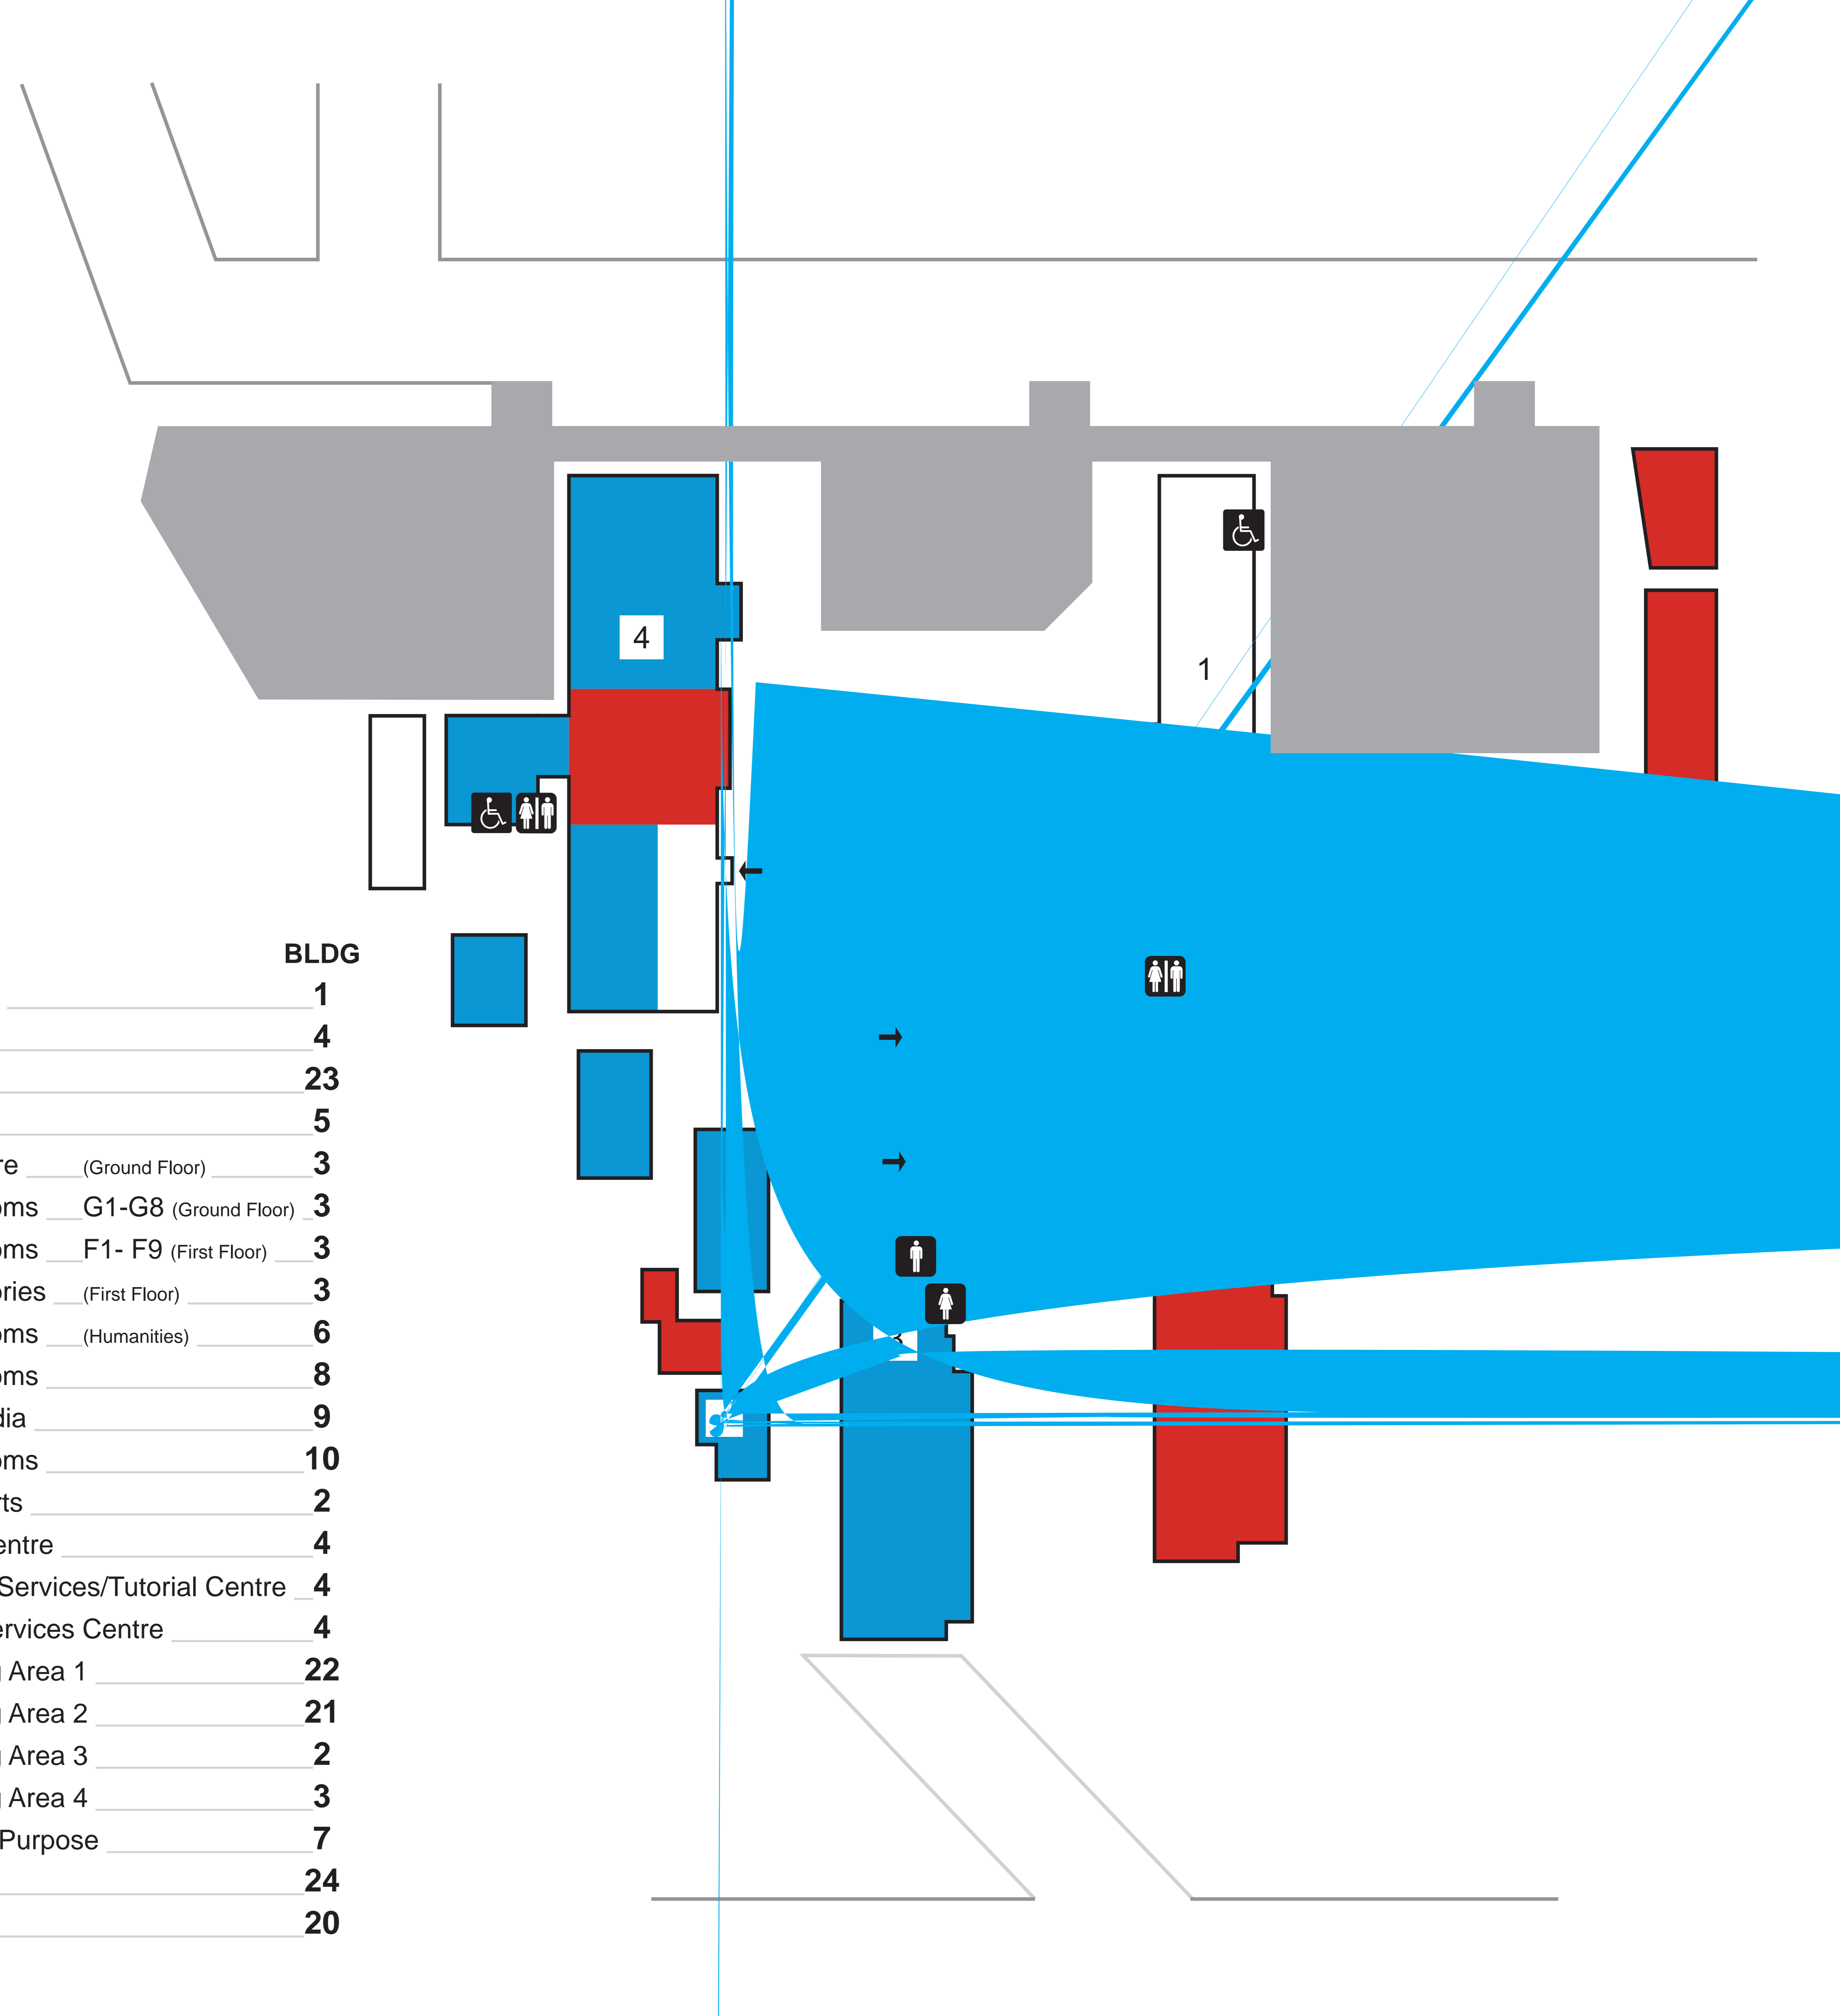 4
1
BLDG
1
4
23
5
re (Ground Floor) 3
oms G1-G8 (Ground Floor) 3
oms F1- F9 (First Floor) 3
ries (First Floor) 3
oms (Humanities) 6
oms 8
dia 9
oms 10
rts 2
entre 4
Services/Tutorial Centre 4
ervices Centre 4
g Area 1 22
g Area 2 21
g Area 3 2
g Area 4 3
Purpose 7
24
20